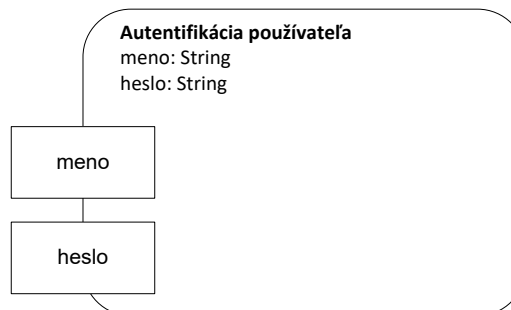 Autentifikácia používateľa
meno: String
heslo: String
meno
heslo